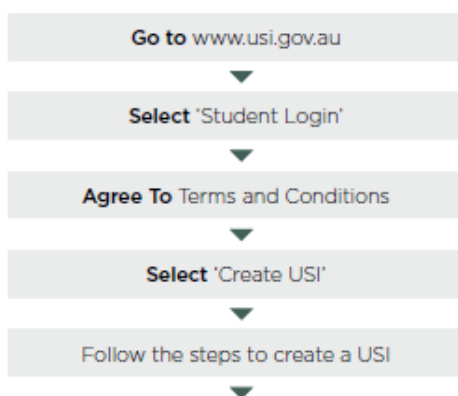 Go to www.usi.gov.au
Select ‘Student Login’
Agree To Terms and Conditions
Select ‘Create USI’
Follow the steps to create a USI